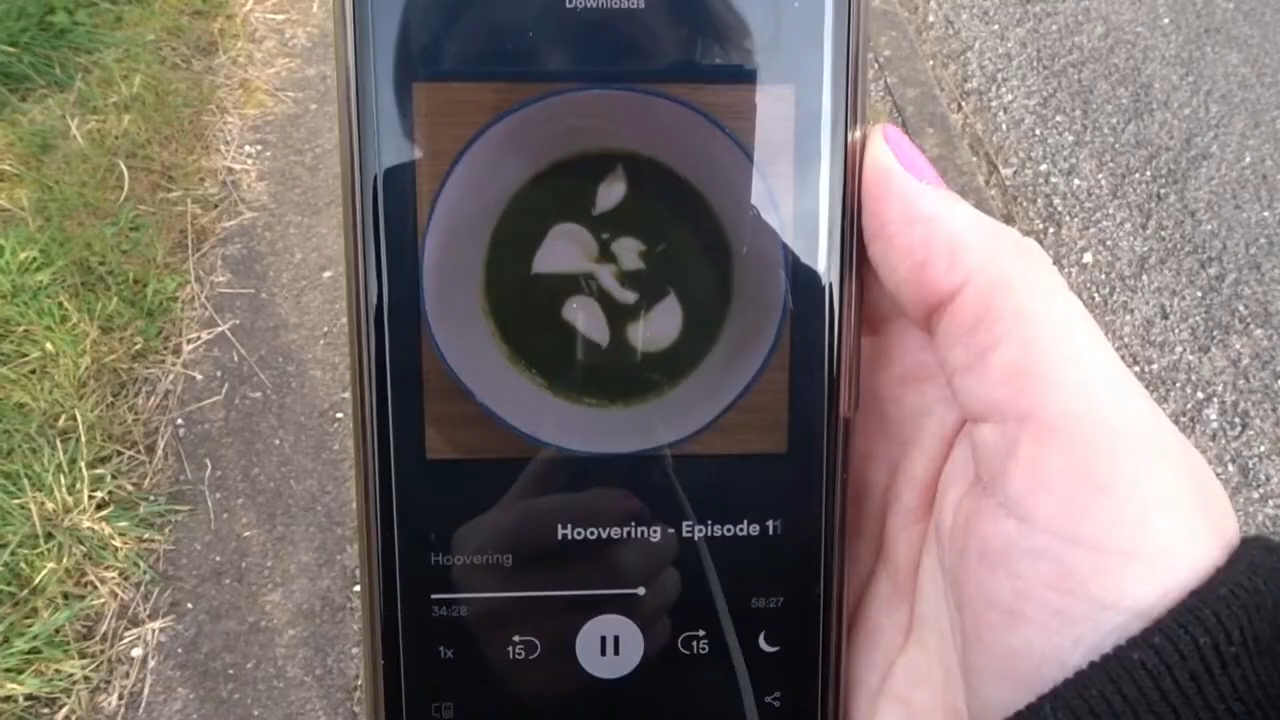 Downloads
Hoovering - Episode 11
Hoovering
34:28
58:27
1x
15
15